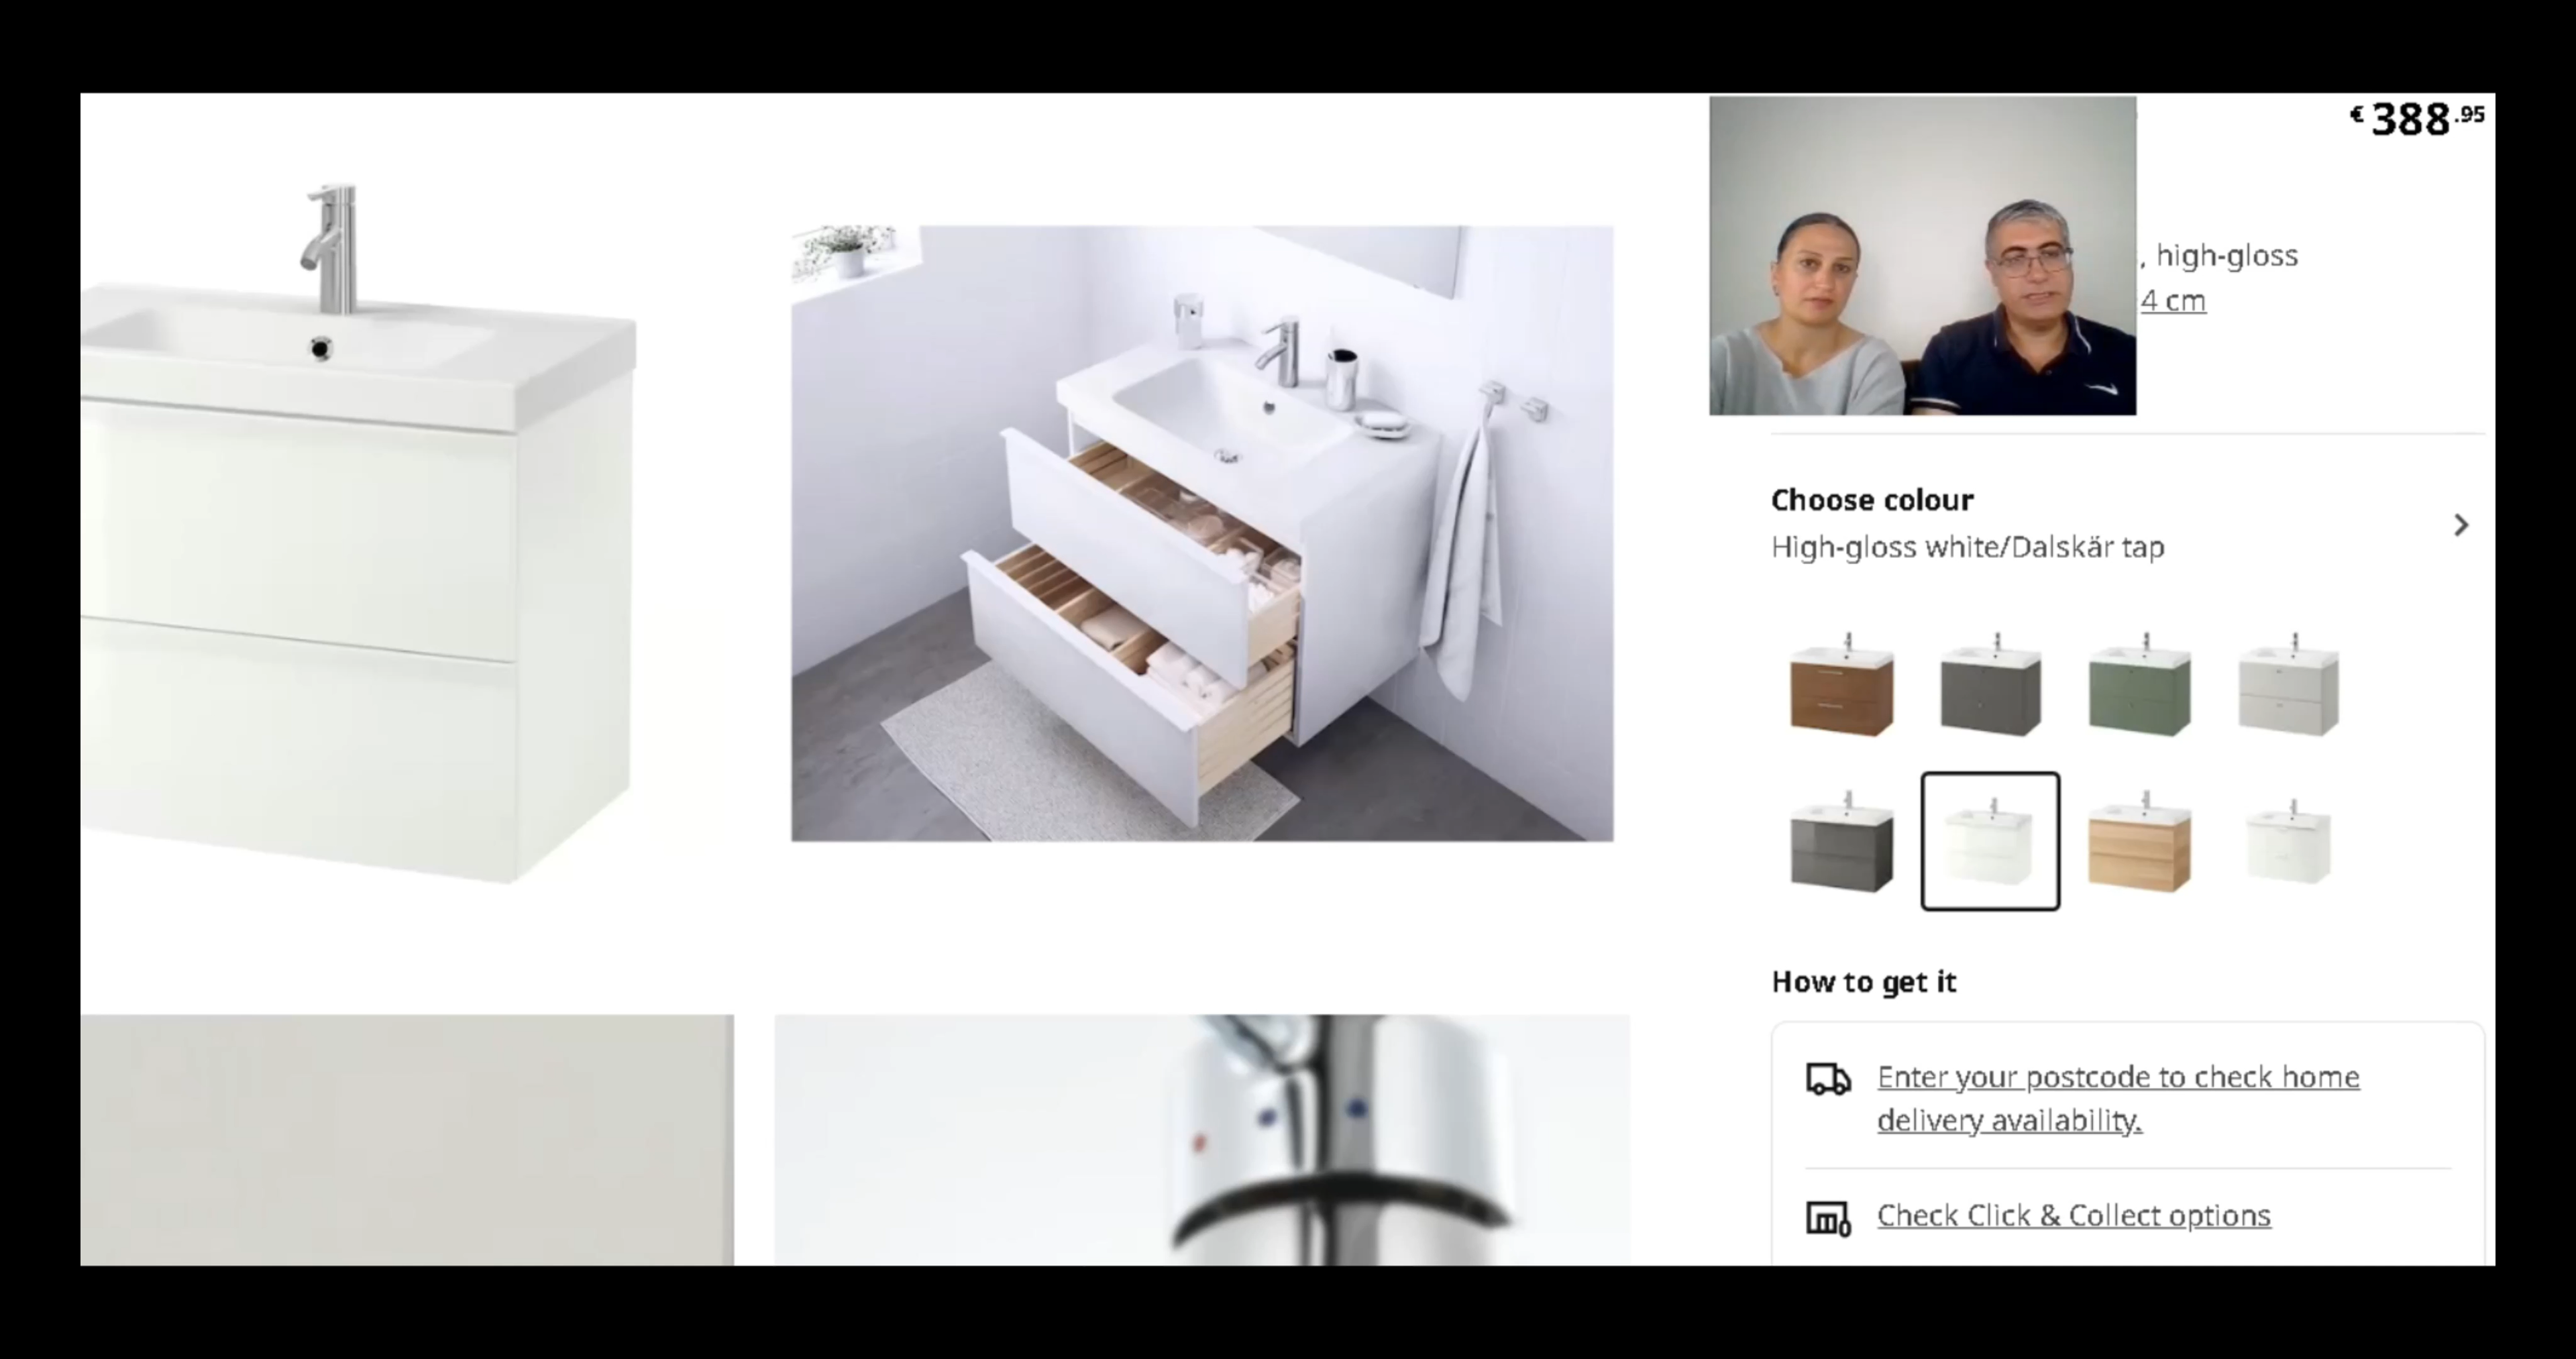 € 388.95
, high-gloss
4 cm
Choose colour
High-gloss white/Dalskär tap
How to get it
Enter your postcode to check home
delivery availability.
Check Click & Collect options